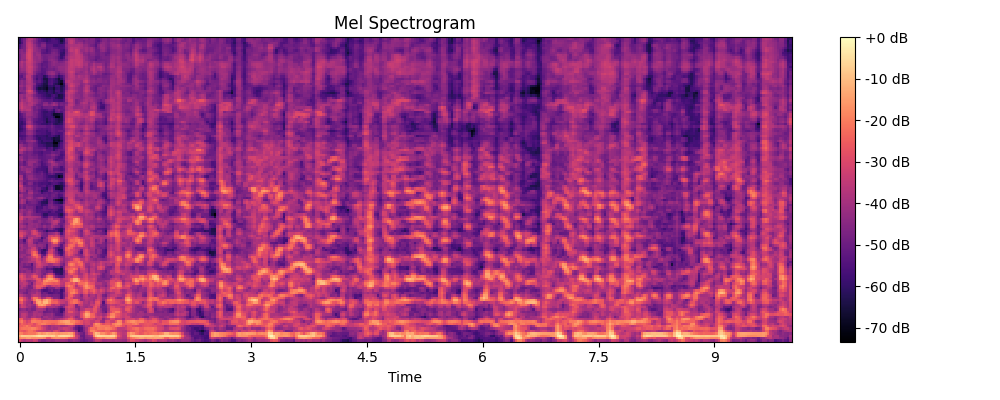 Mel Spectrogram
+0 dB
-10 dB
-20 dB
-30 dB
-40 dB
-50 dB
-60 dB
-70 dB
0
1.5
3
4.5
6
7.5
9
Time